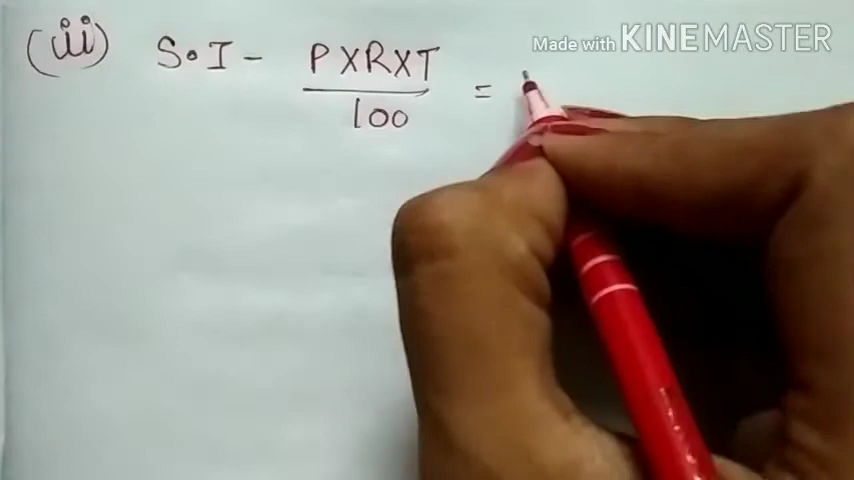 Made with KINEMASTER
(iii) S.I - PXRXT
100 =